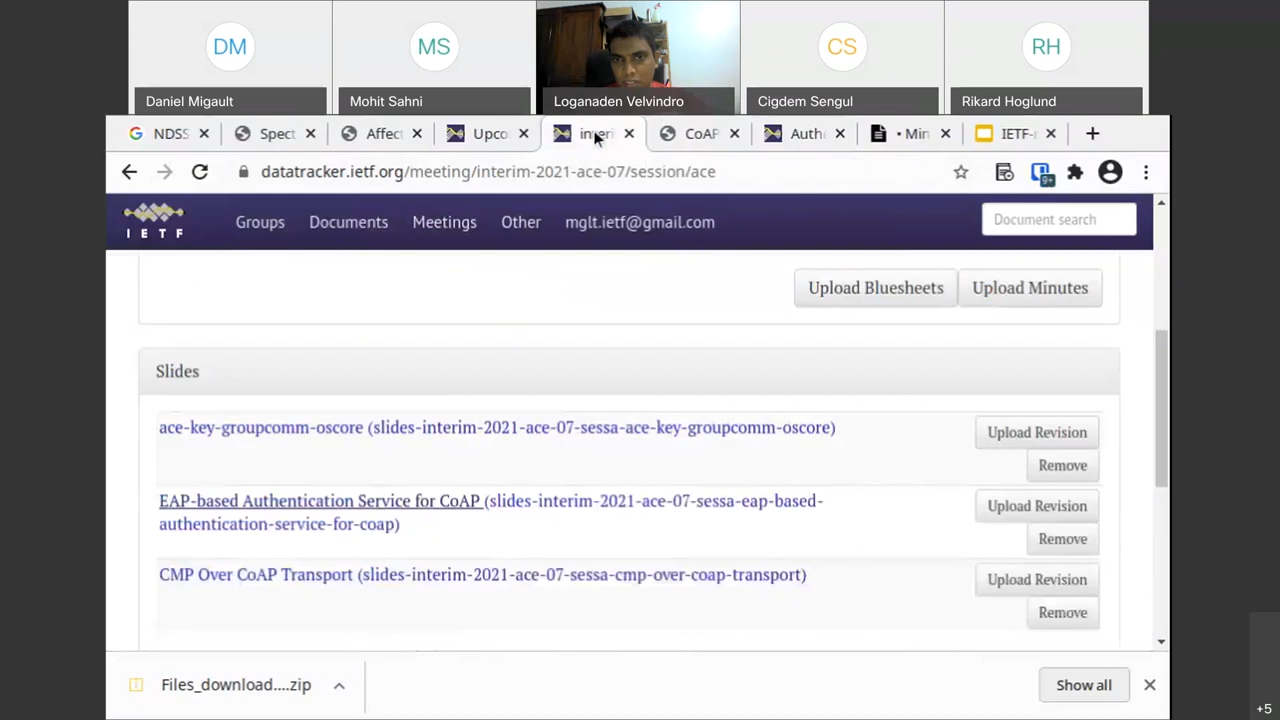 DM
MS
CS
RH
Daniel Migault
Mohit Sahni
Loganaden Velvindro
Cigdem Sengul
Rikard Hoglund
NDSS
Spect
Affect
Upco
interi
CoAP
Auth
Min
IETF-
datatracker.ietf.org/meeting/interim-2021-ace-07/session/ace
9+
IETF
Groups
Documents
Meetings
Other
mglt.ietf@gmail.com
Document search
Upload Bluesheets
Upload Minutes
Slides
ace-key-groupcomm-oscore (slides-interim-2021-ace-07-sessa-ace-key-groupcomm-oscore)
Upload Revision
Remove
EAP-based Authentication Service for CoAP (slides-interim-2021-ace-07-sessa-eap-based-
authentication-service-for-coap)
Upload Revision
Remove
CMP Over CoAP Transport (slides-interim-2021-ace-07-sessa-cmp-over-coap-transport)
Upload Revision
Remove
Files_download....zip
Show all
+5